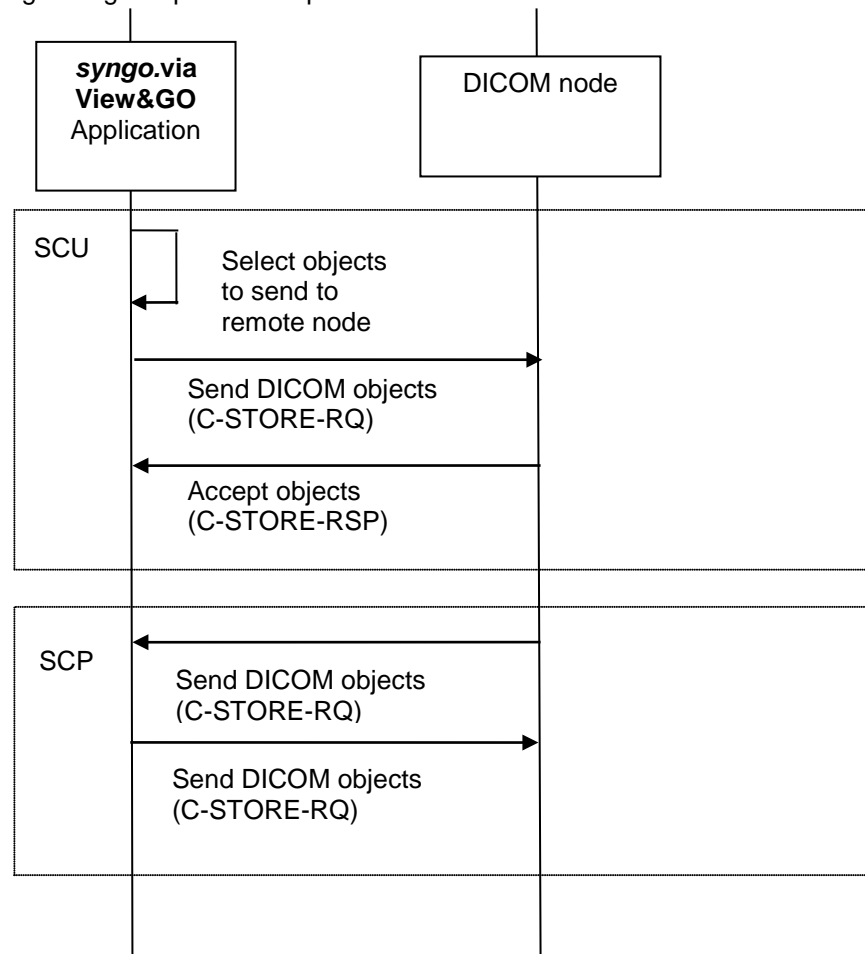 syngo.via
View&GO
Application
DICOM node
SCU
Select objects
to send to
remote node
Send DICOM objects
(C-STORE-RQ)
Accept objects
(C-STORE-RSP)
SCP
Send DICOM objects
(C-STORE-RQ)
Send DICOM objects
(C-STORE-RQ)